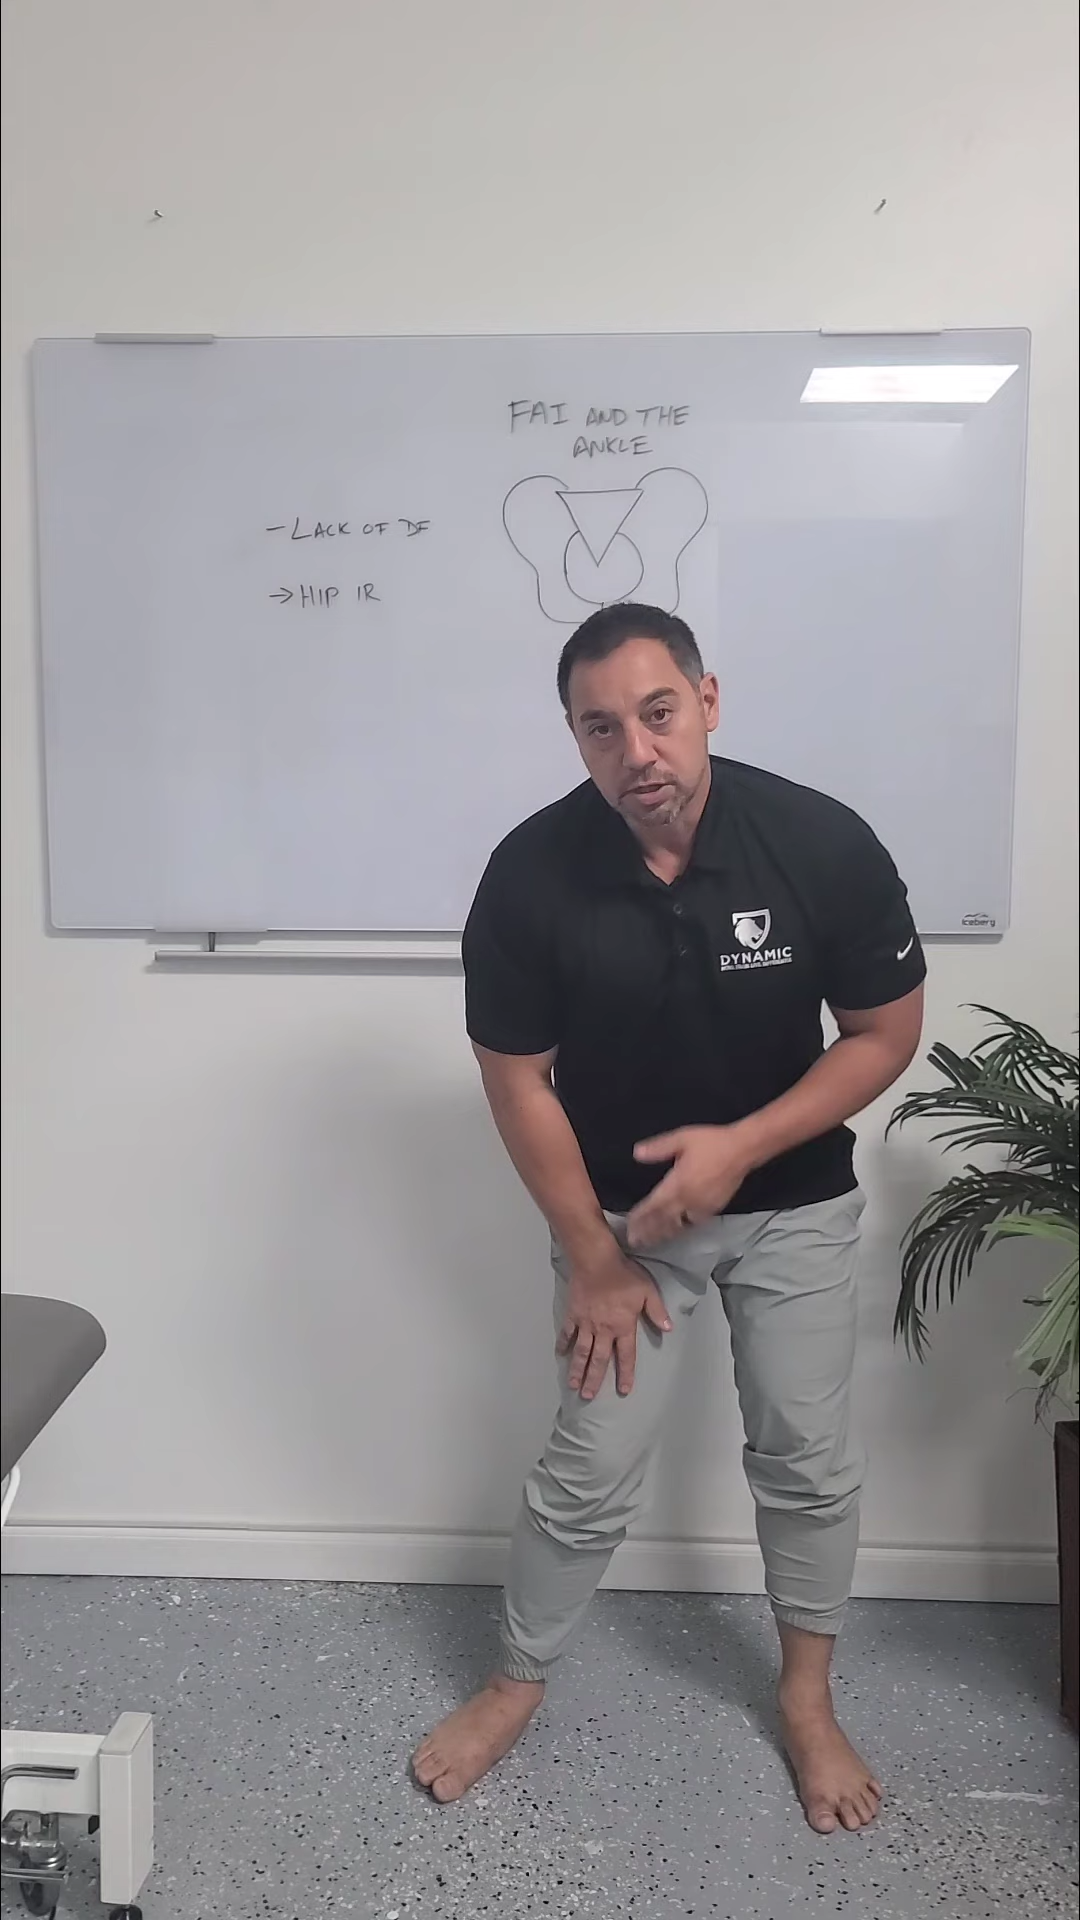 FAI AND THE
ANKLE
- LACK OF DF
→ HIP IR
Iceberg
DYNAMIC